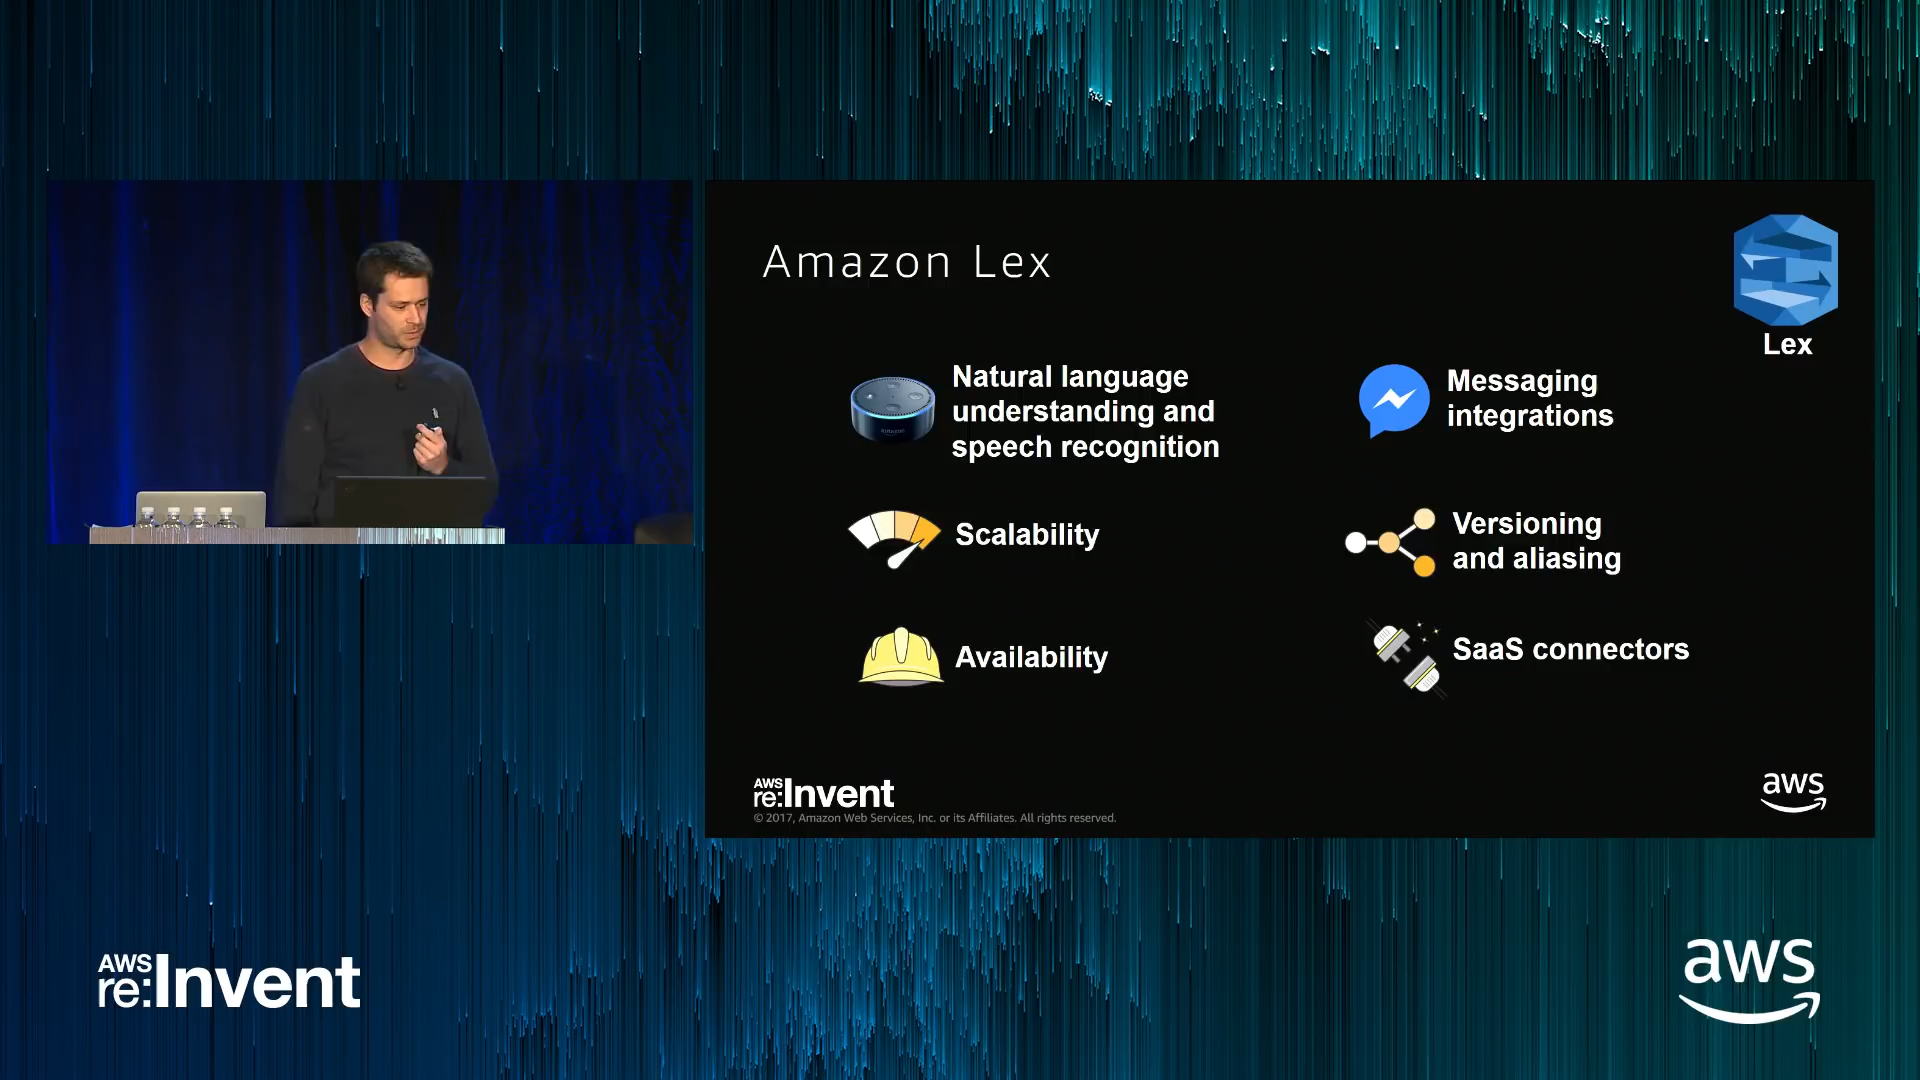 Amazon Lex
Lex
Natural language
understanding and
speech recognition
Messaging
integrations
Scalability
Versioning
and aliasing
Availability
SaaS connectors
AWS
re:Invent
© 2017, Amazon Web Services, Inc. or its Affiliates. All rights reserved.
aws
AWS
re:Invent
aws